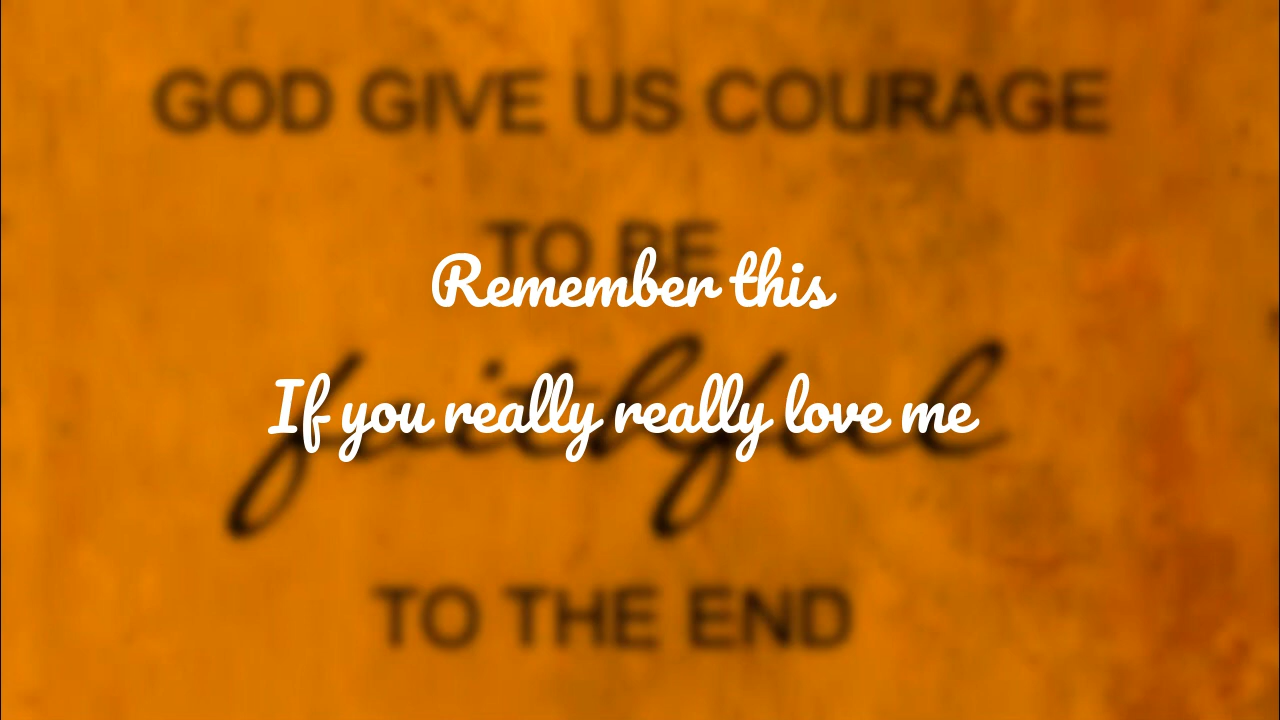 GOD GIVE US COURAGE
TO BE
Remember this
faithful
If you really really love me
TO THE END